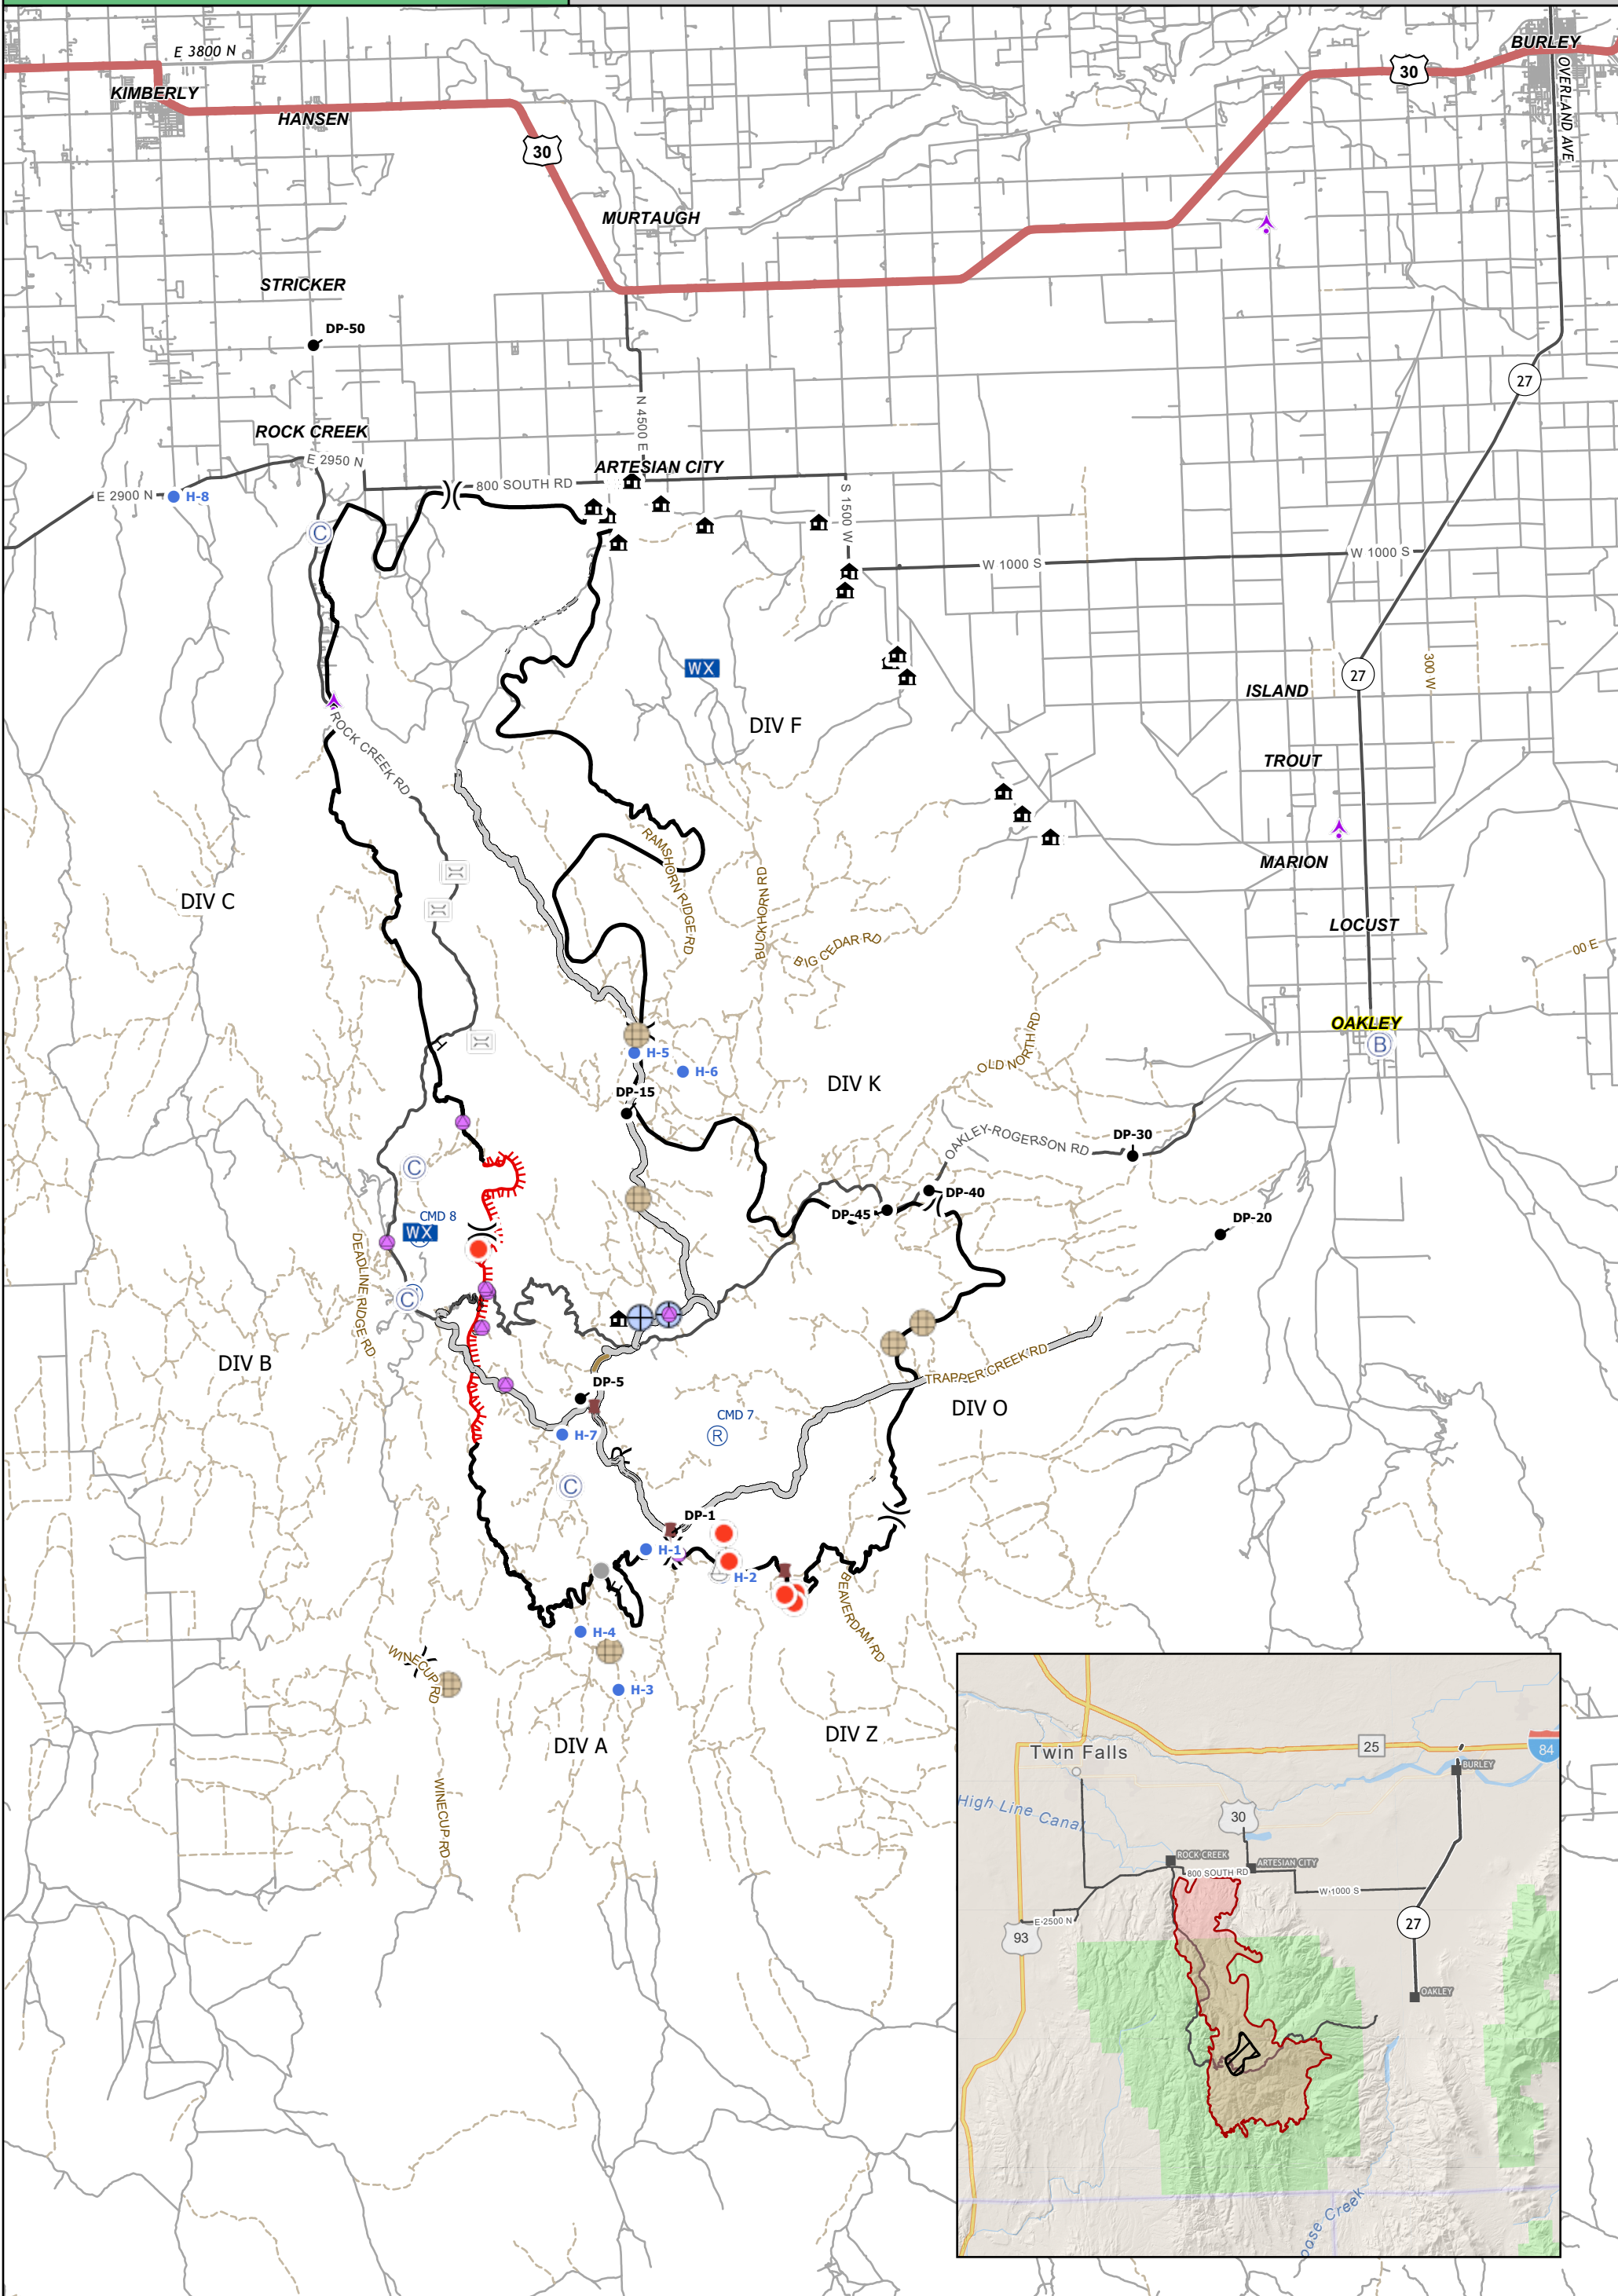 E 3800 N
BURLEY
30
OVERLAND AVE
KIMBERLY
HANSEN
30
MURTAUGH
STRICKER
DP-50
27
N 4500 E
ROCK CREEK
E 2950 N
ARTESIAN CITY
800 SOUTH RD
E 2900 N
H-8
S 1500 W
C
W 1000 S
W 1000 S
WX
300 W
27
ISLAND
ROCK CREEK RD
DIV F
TROUT
RAMSHORN RIDGE RD
MARION
BUCKHORN RD
DIV C
BIG CEDAR RD
LOCUST
00 E
OAKLEY
B
H-5
OLD NORTH RD
H-6
DIV K
DP-15
OAKLEY-ROGERSON RD
DP-30
C
DP-40
CMD 8
DP-45
DP-20
WX
DEADLINE RIDGE RD
C
DIV B
TRAPPER CREEK RD
DP-5
DIV O
CMD 7
H-7
R
C
DP-1
H-1
H-2
BEAVERDAM RD
H-4
WINECUP RD
H-3
DIV A
DIV Z
WINECUP RD
Twin Falls
25
84
BURLEY
High Line Canal
30
ROCK CREEK
ARTESIAN CITY
800 SOUTH RD
W 1000 S
E 2500 N
27
93
OAKLEY
oose Creek